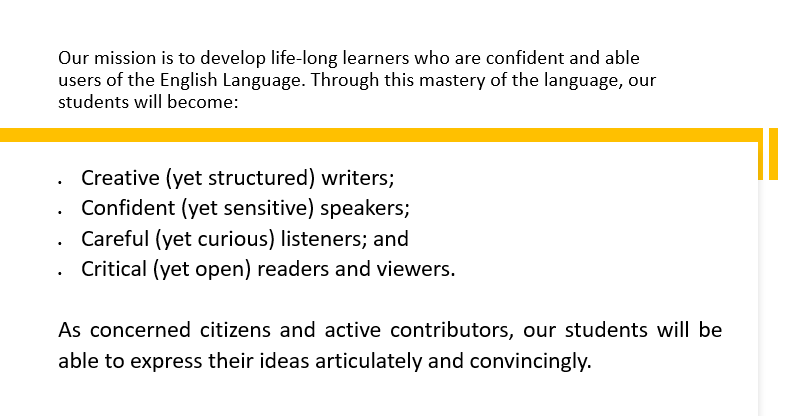 Our mission is to develop life-long learners who are confident and able
users of the English Language. Through this mastery of the language, our
students will become:
• Creative (yet structured) writers;
• Confident (yet sensitive) speakers;
• Careful (yet curious) listeners; and
• Critical (yet open) readers and viewers.
As concerned citizens and active contributors, our students will be
able to express their ideas articulately and convincingly.